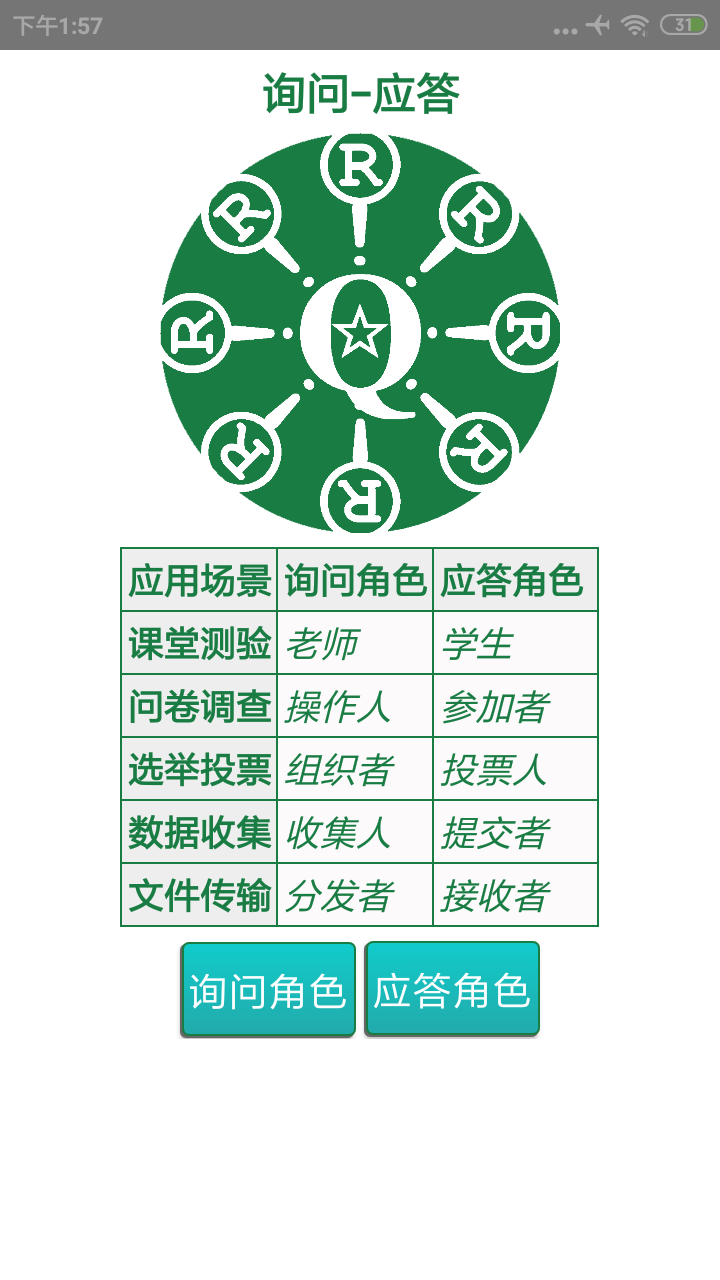 下午1:57
31
询问-应答
R
R
R
R
R
R
R
R
Q
应用场景 询问角色 应答角色
课堂测验 老师 学生
问卷调查 操作人 参加者
选举投票 组织者 投票人
数据收集 收集人 提交者
文件传输 分发者 接收者
询问角色 应答角色